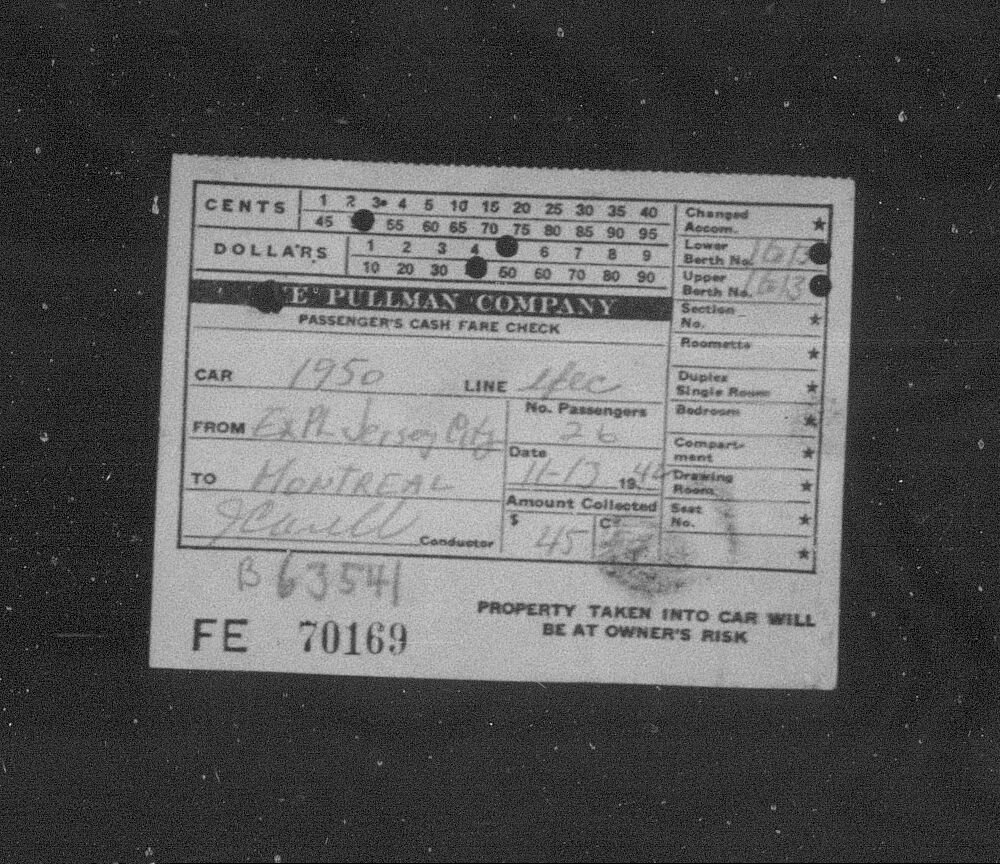 CENTS 1 2 3 4 5 10 15 20 25 30 35 40
45 55 60 65 70 75 80 85 90 95
DOLLARS 1 2 3 4 6 7 8 9
10 20 30 50 60 70 80 90
PULLMAN COMPANY
PASSENGER'S CASH FARE CHECK
CAR 1950 LINE
FROM Jersey City
TO MONTREAL
Conductor
No. Passengers
26
Date
11-13 19
Amount Collected
$ 45
Changed
Accom. ★
Lower
Berth No.
Upper
Berth No.
Section
No. ★
Roomette ★
Duplex
Single Room ★
Bedroom ★
Compart-
ment ★
Drawing
Room ★
Seat
No. ★
★
B 63541
FE 70169
PROPERTY TAKEN INTO CAR WILL
BE AT OWNER'S RISK